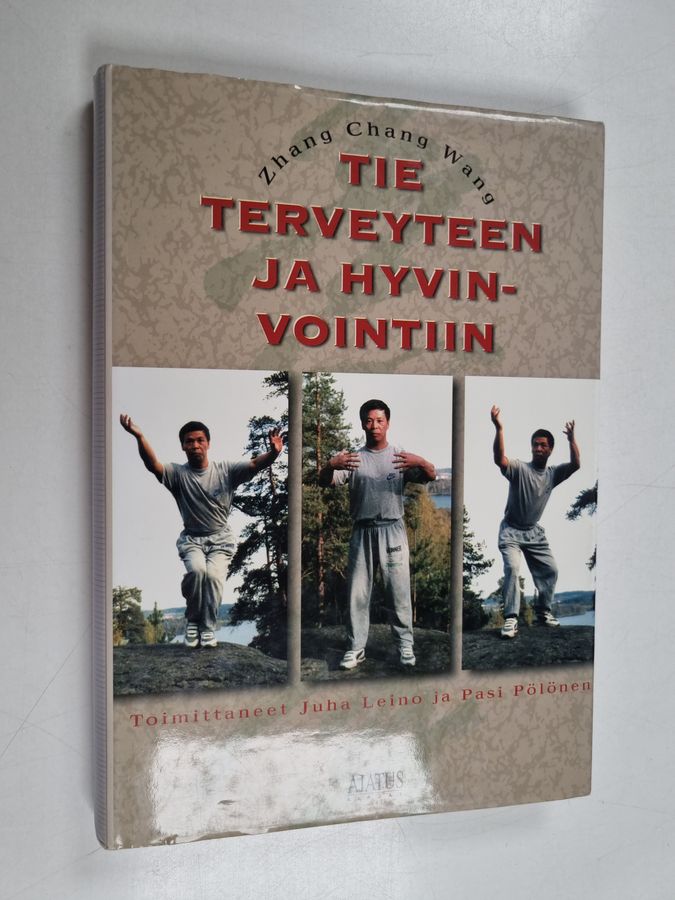 Zhang Chang Wang
TIE
TERVEYTEEN
JA HYVIN-
VOINTIIN
Toimittaneet Juha Leino ja Pasi Pölönen
AJATUS